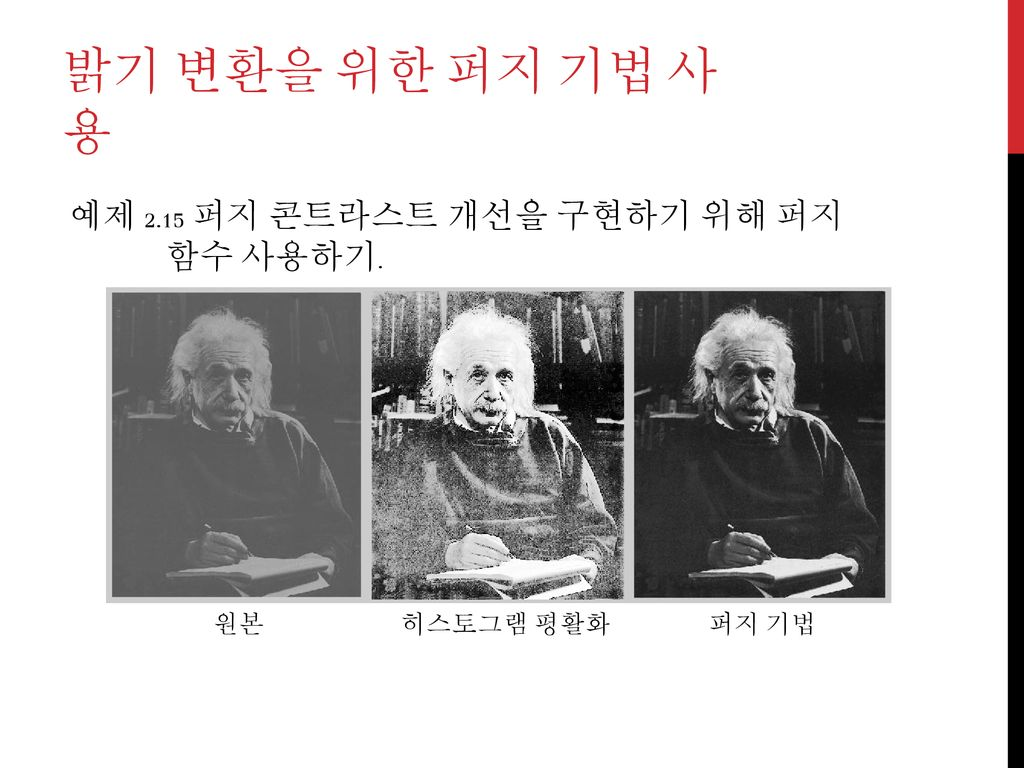 밝기 변환을 위한 퍼지 기법 사
용
예제 2.15 퍼지 콘트라스트 개선을 구현하기 위해 퍼지
함수 사용하기.
원본
히스토그램 평활화
퍼지 기법